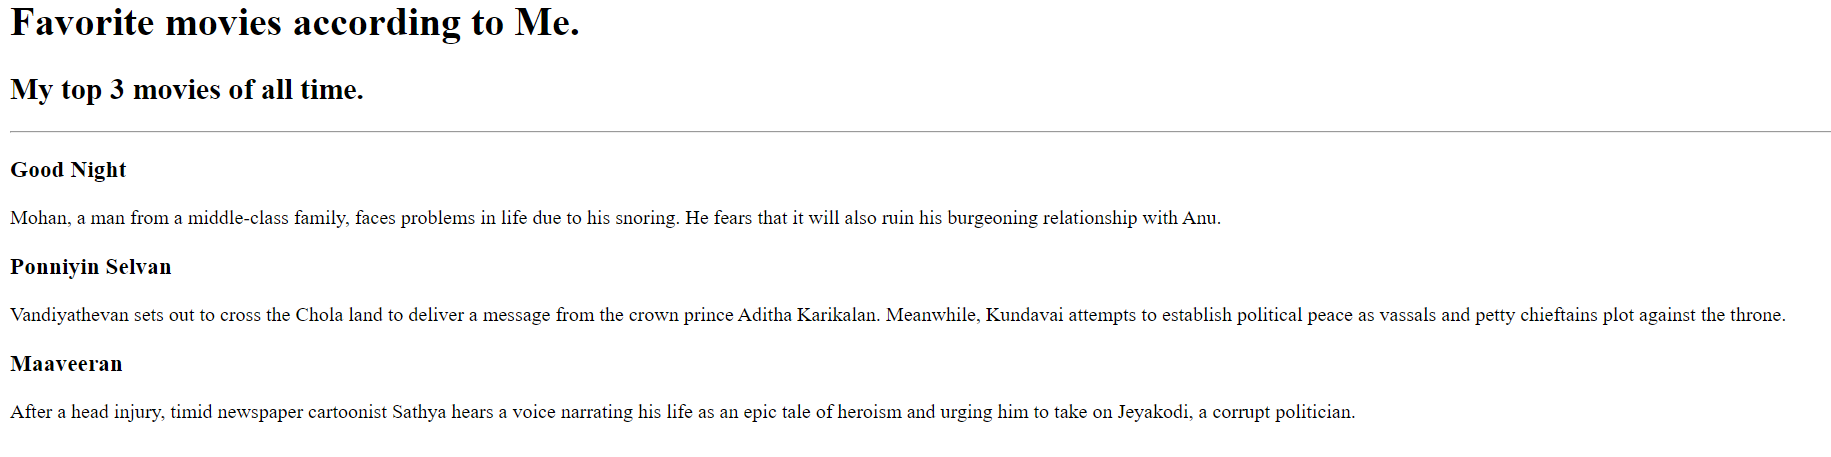 Favorite movies according to Me.
My top 3 movies of all time.
Good Night
Mohan, a man from a middle-class family, faces problems in life due to his snoring. He fears that it will also ruin his burgeoning relationship with Anu.
Ponniyin Selvan
Vandiyathevan sets out to cross the Chola land to deliver a message from the crown prince Aditha Karikalan. Meanwhile, Kundavai attempts to establish political peace as vassals and petty chieftains plot against the throne.
Maaveeran
After a head injury, timid newspaper cartoonist Sathya hears a voice narrating his life as an epic tale of heroism and urging him to take on Jeyakodi, a corrupt politician.